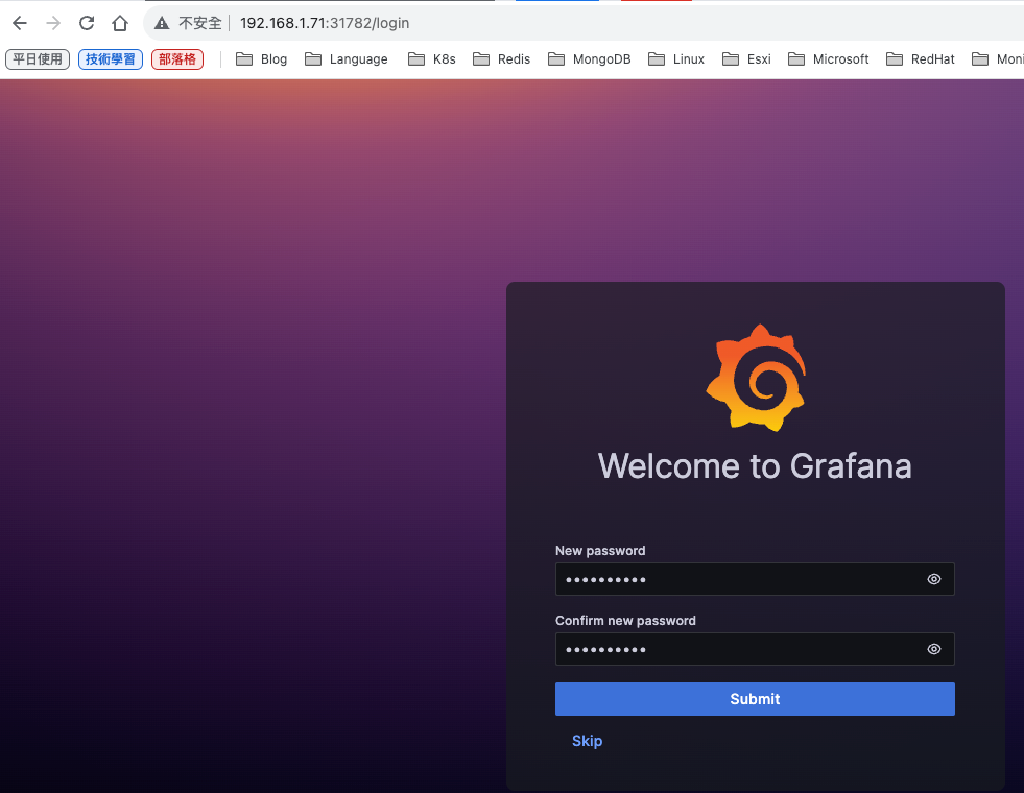 不安全 192.168.1.71:31782/login
平日使用 技術學習 部落格 Blog Language K8s Redis MongoDB Linux Esxi Microsoft RedHat Moni
Welcome to Grafana
New password
••••••••••
Confirm new password
••••••••••
Submit
Skip